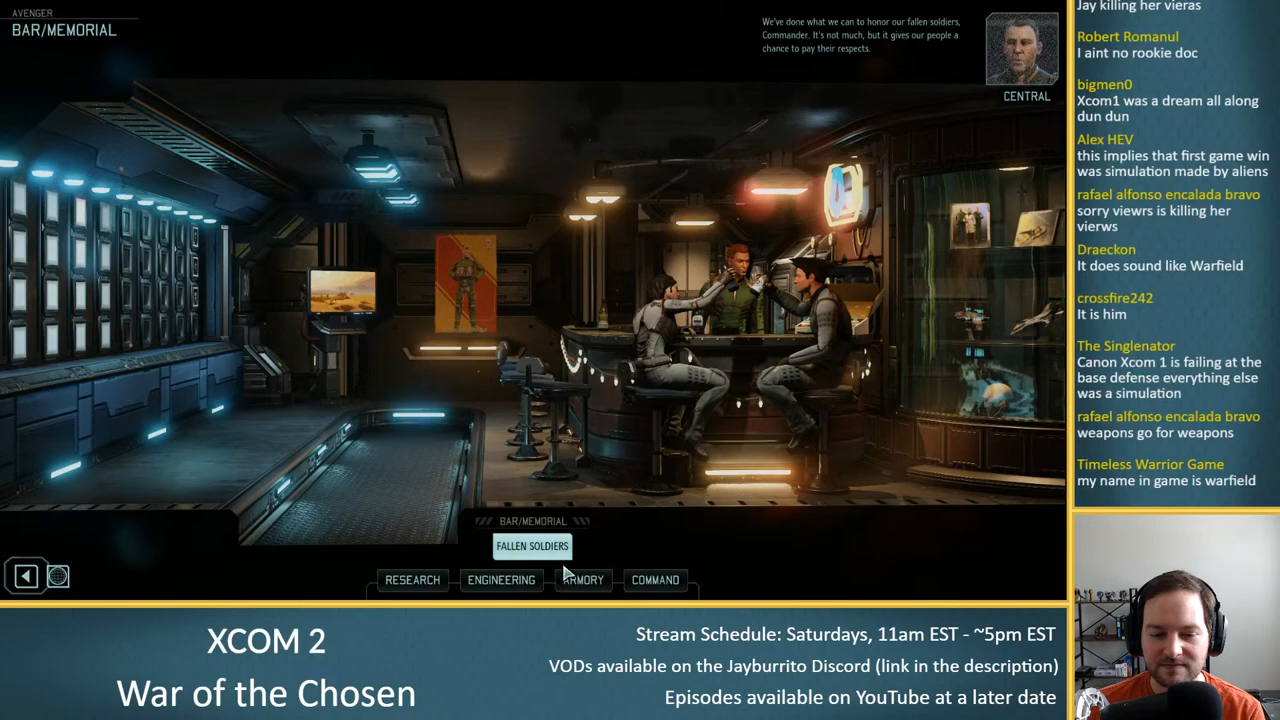 AVENGER
BAR/MEMORIAL
We've done what we can to honor our fallen soldiers,
Commander. It's not much, but it gives our people a
chance to pay their respects.
CENTRAL
BAR/MEMORIAL
FALLEN SOLDIERS
RESEARCH
ENGINEERING
ARMORY
COMMAND
Jay killing her vieras
Robert Romanul
I aint no rookie doc
bigmen0
Xcom1 was a dream all along
dun dun
Alex HEV
this implies that first game win
was simulation made by aliens
rafael alfonso encalada bravo
sorry viewrs is killing her
vierws
Draeckon
It does sound like Warfield
crossfire242
It is him
The Singlenator
Canon Xcom 1 is failing at the
base defense everything else
was a simulation
rafael alfonso encalada bravo
weapons go for weapons
Timeless Warrior Game
my name in game is warfield
XCOM 2
War of the Chosen
Stream Schedule: Saturdays, 11am EST - ~5pm EST
VODs available on the Jayburrito Discord (link in the description)
Episodes available on YouTube at a later date